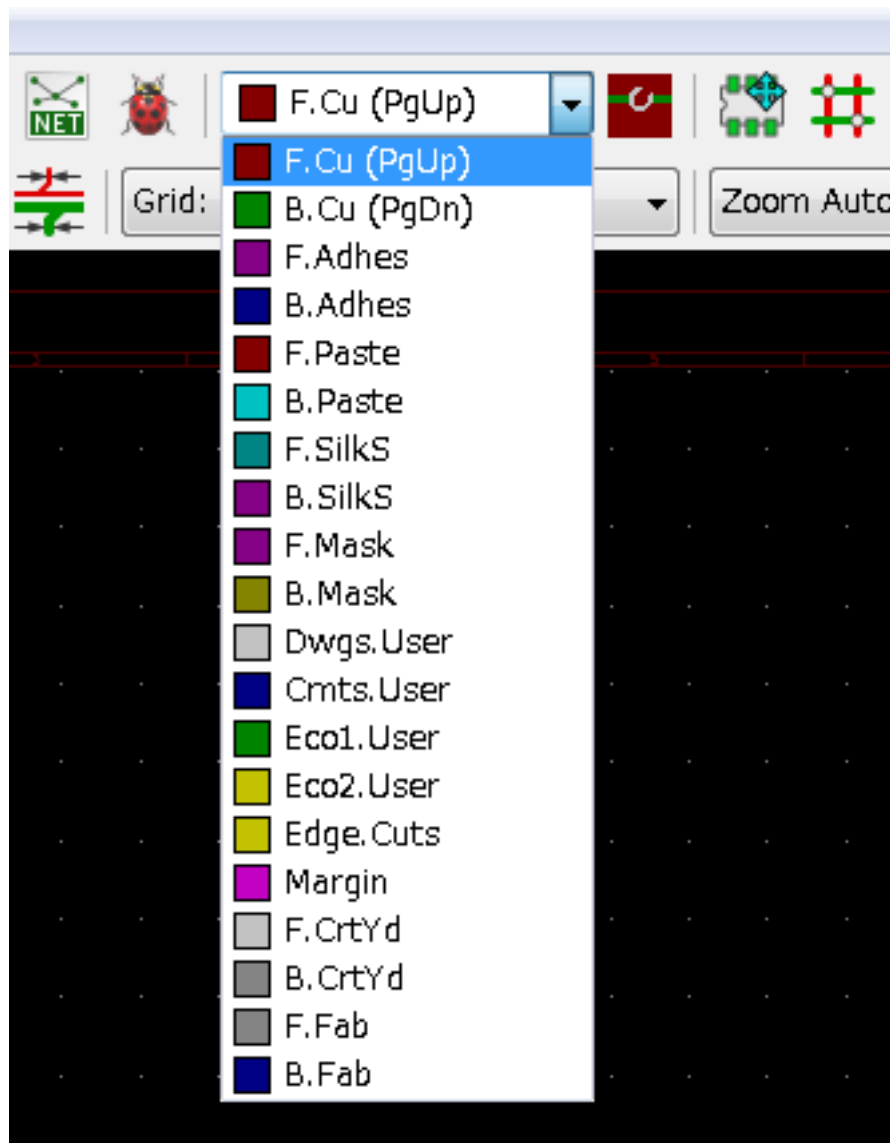 NET
F.Cu (PgUp)
F.Cu (PgUp)
Grid:
Zoom Auto
B.Cu (PgDn)
F.Adhes
B.Adhes
F.Paste
B.Paste
F.SilkS
B.SilkS
F.Mask
B.Mask
Dwgs.User
Cmts.User
Eco1.User
Eco2.User
Edge.Cuts
Margin
F.CrtYd
B.CrtYd
F.Fab
B.Fab